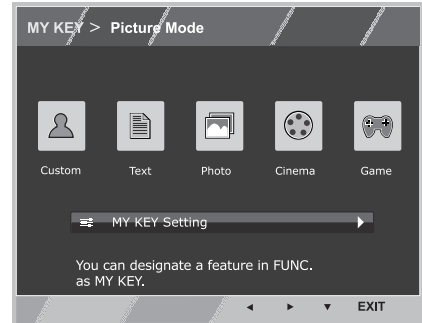 MY KEY > Picture Mode
Custom Text Photo Cinema Game
MY KEY Setting
You can designate a feature in FUNC.
as MY KEY.
EXIT